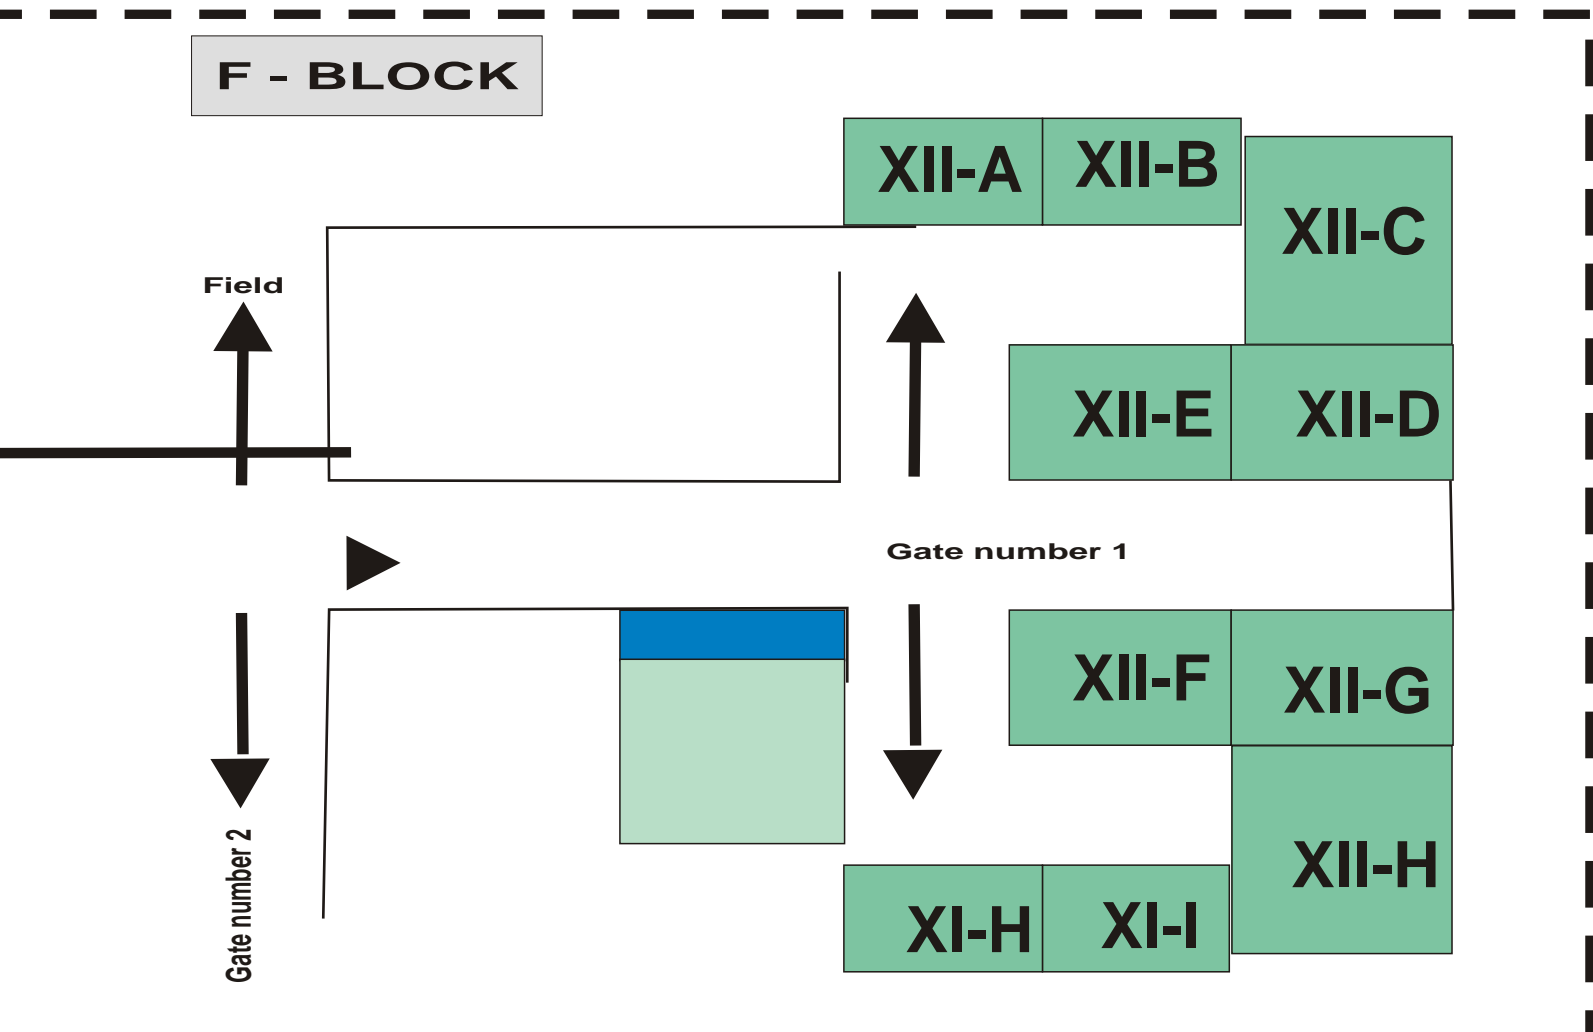 F - BLOCK
XII-A
XII-B
XII-C
Field
XII-E
XII-D
Gate number 1
XII-F
XII-G
Gate number 2
XII-H
XI-H
XI-I